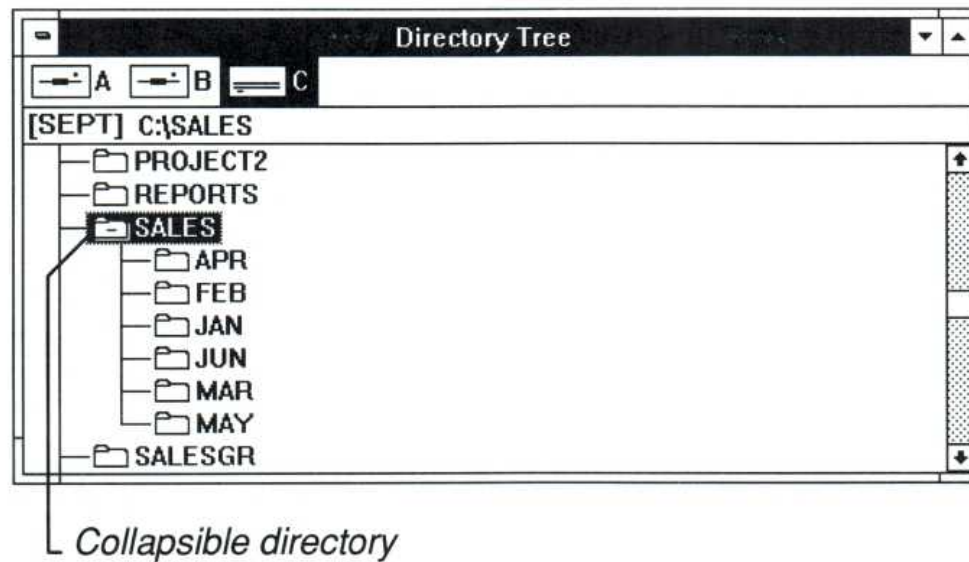 Directory Tree
A B C
[SEPT] C:\SALES
PROJECT2
REPORTS
SALES
APR
FEB
JAN
JUN
MAR
MAY
SALESGR
Collapsible directory